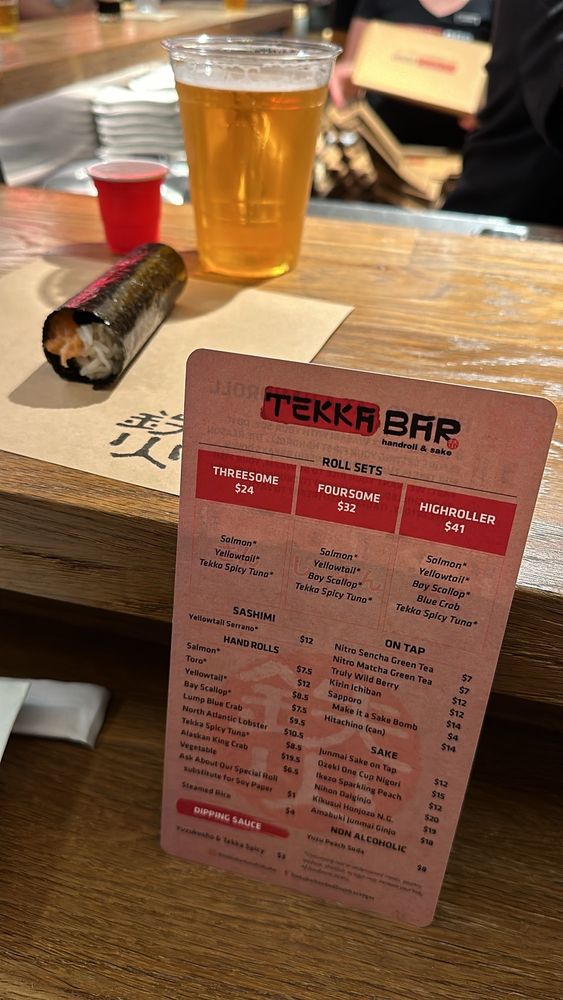 鉄火
TEKKA BAR
handroll & sake
ROLL SETS
THREESOME
$24
Salmon*
Yellowtail*
Tekka Spicy Tuna*
FOURSOME
$32
Salmon*
Yellowtail*
Bay Scallop*
Tekka Spicy Tuna*
HIGHROLLER
$41
Salmon*
Yellowtail*
Bay Scallop*
Blue Crab
Tekka Spicy Tuna*
SASHIMI
Yellowtail Serrano* $12
HAND ROLLS
Salmon* $7.5
Toro* $12
Yellowtail* $8.5
Bay Scallop* $7.5
Lump Blue Crab $9.5
North Atlantic Lobster $10.5
Tekka Spicy Tuna* $8.5
Alaskan King Crab $19.5
Vegetable $6.5
Ask About Our Special Roll
substitute for Soy Paper $1
Steamed Rice $4
DIPPING SAUCE
Yuzukosho & Tekka Spicy $3
ON TAP
Nitro Sencha Green Tea $7
Nitro Matcha Green Tea $7
Truly Wild Berry $12
Kirin Ichiban $12
Sapporo $14
Make it a Sake Bomb $4
Hitachino (can) $14
SAKE
Junmai Sake on Tap $12
Ozeki One Cup Nigori $15
Ikezo Sparkling Peach $12
Nihon Daiginjo $20
Kikusui Honjozo N.G. $19
Amabuki Junmai Ginjo $18
NON ALCOHOLIC
Yuzu Peach Soda $8